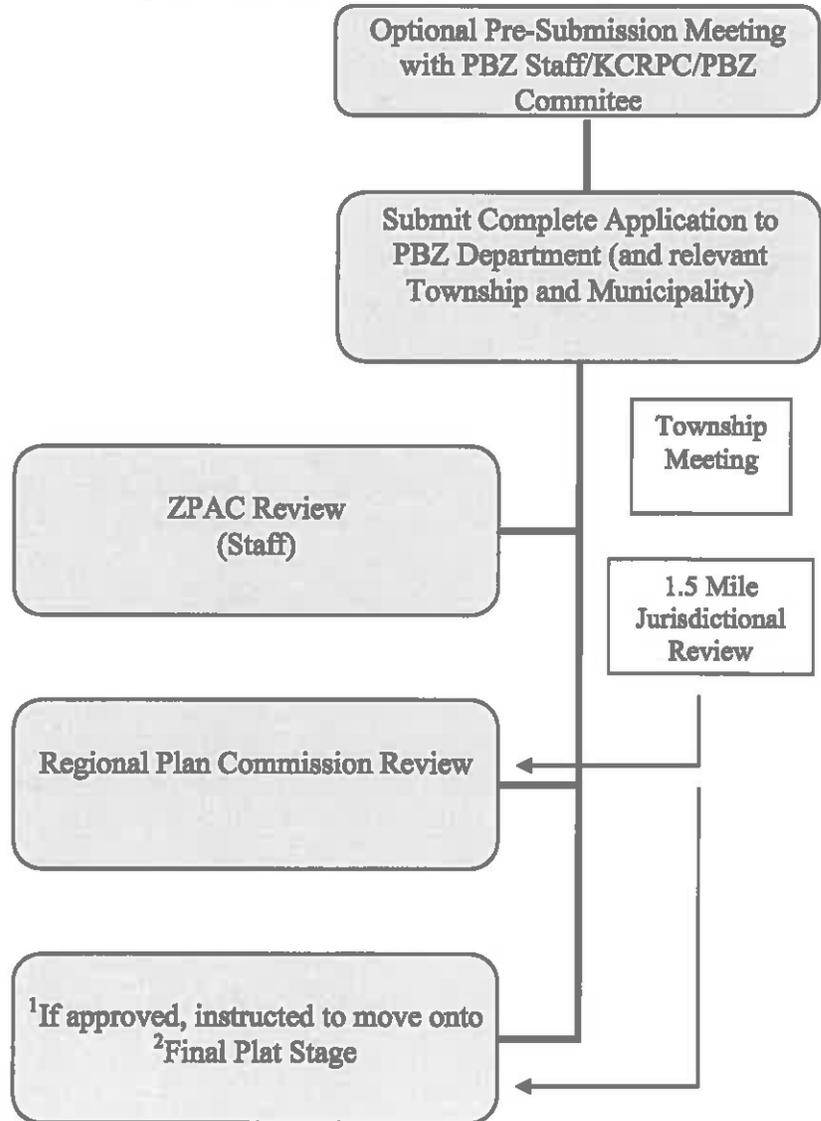 Optional Pre-Submission Meeting
with PBZ Staff/KCRPC/PBZ
Commitee
Submit Complete Application to
PBZ Department (and relevant
Township and Municipality)
Township
Meeting
ZPAC Review
(Staff)
1.5 Mile
Jurisdictional
Review
Regional Plan Commission Review
¹If approved, instructed to move onto
²Final Plat Stage